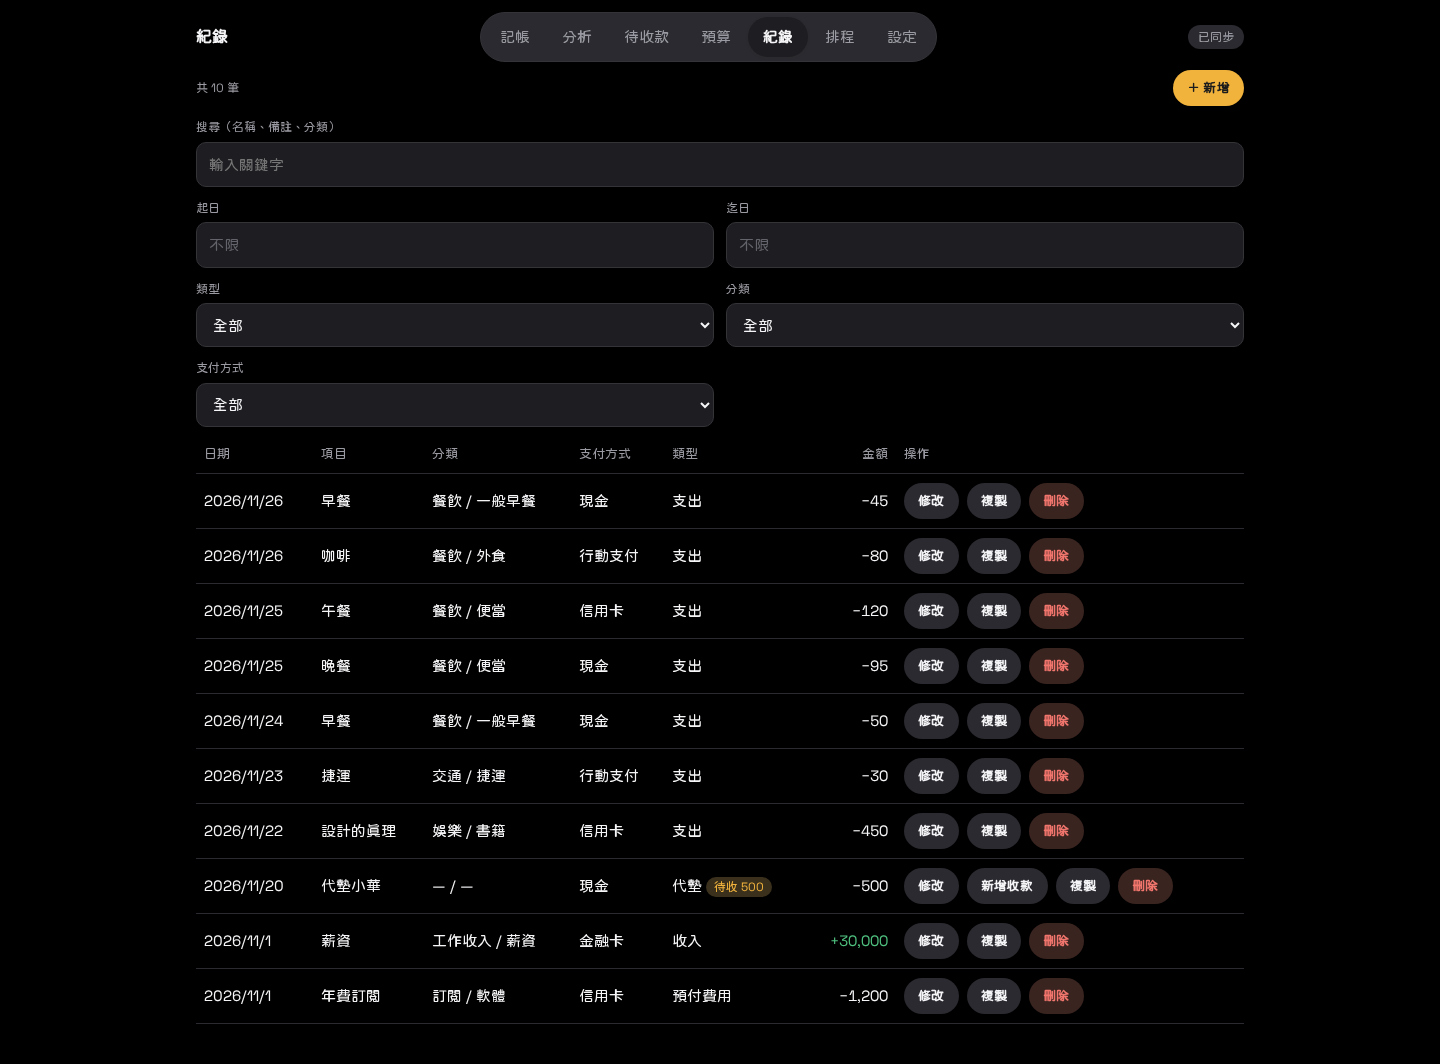 紀錄
記帳 分析 待收款 預算 紀錄 排程 設定
已同步
共 10 筆
＋ 新增
搜尋（名稱、備註、分類）
輸入關鍵字
起日 迄日
不限 不限
類型 分類
全部 全部
支付方式
全部
日期 項目 分類 支付方式 類型 金額 操作
2026/11/26 早餐 餐飲 / 一般早餐 現金 支出 −45 修改 複製 刪除
2026/11/26 咖啡 餐飲 / 外食 行動支付 支出 −80 修改 複製 刪除
2026/11/25 午餐 餐飲 / 便當 信用卡 支出 −120 修改 複製 刪除
2026/11/25 晚餐 餐飲 / 便當 現金 支出 −95 修改 複製 刪除
2026/11/24 早餐 餐飲 / 一般早餐 現金 支出 −50 修改 複製 刪除
2026/11/23 捷運 交通 / 捷運 行動支付 支出 −30 修改 複製 刪除
2026/11/22 設計的真理 娛樂 / 書籍 信用卡 支出 −450 修改 複製 刪除
2026/11/20 代墊小華 — / — 現金 代墊 待收 500 −500 修改 新增收款 複製 刪除
2026/11/1 薪資 工作收入 / 薪資 金融卡 收入 +30,000 修改 複製 刪除
2026/11/1 年費訂閱 訂閱 / 軟體 信用卡 預付費用 −1,200 修改 複製 刪除